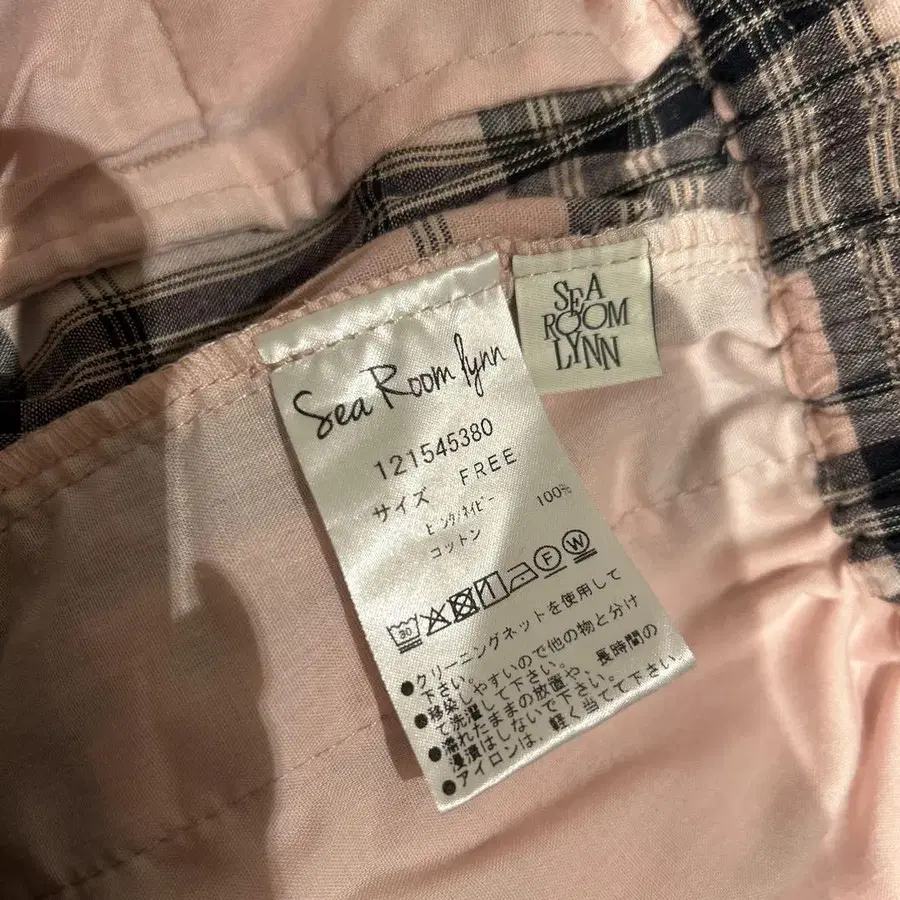 Sea Room lynn
121545380
サイズ FREE
ピンク/ネイビー
コットン 100%
30
F W
●クリーニングネットを使用して
下さい。
●移染しやすいので他の物と分け
て洗濯して下さい。
●濡れたままの放置や、長時間の
浸漬はしないで下さい。
●アイロンは、軽く当てて下さい。
SEA
ROOM
LYNN